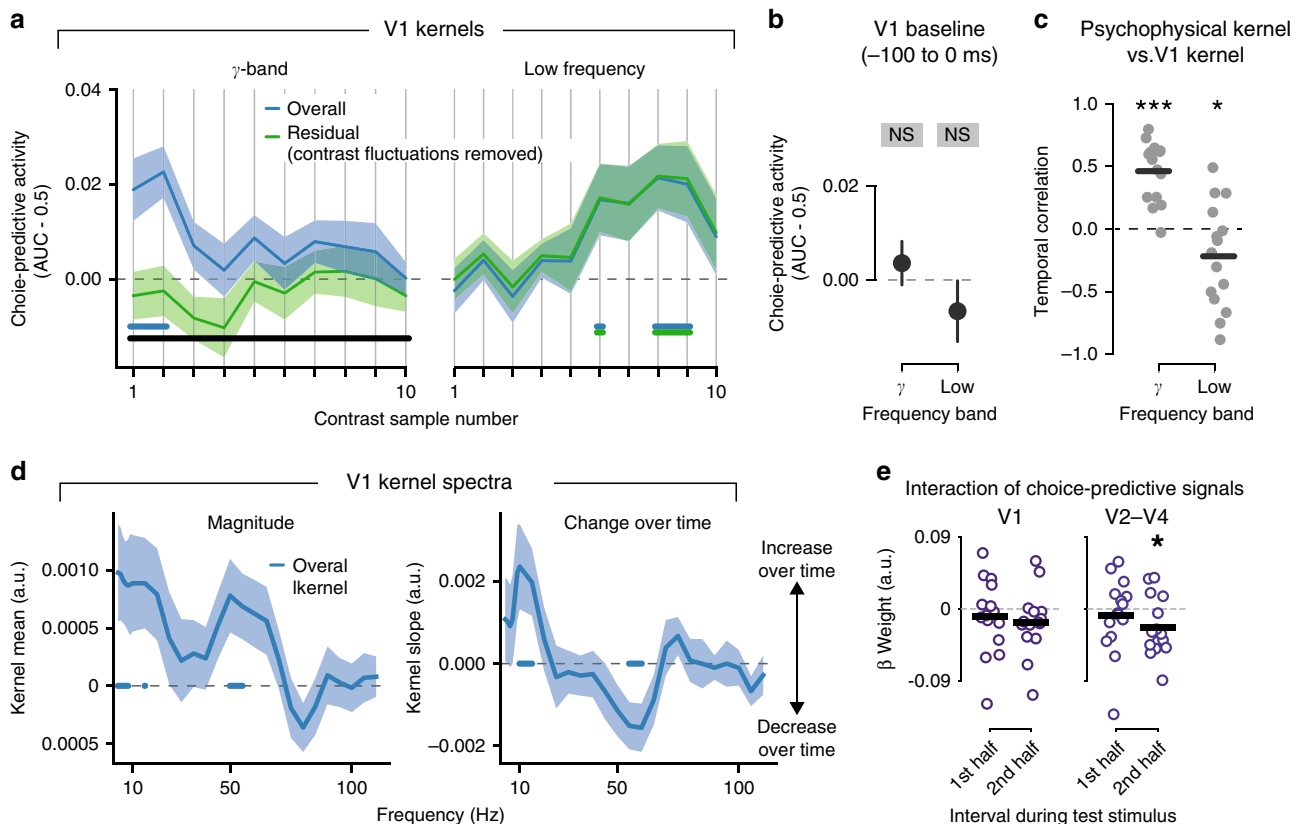 a
V1 kernels
γ-band
Low frequency
0.04
0.02
0.00
Choie-predictive activity
(AUC - 0.5)
Overall
Residual
(contrast fluctuations removed)
1
10
1
10
Contrast sample number
b
V1 baseline
(–100 to 0 ms)
NS
NS
0.02
0.00
Choie-predictive activity
(AUC - 0.5)
γ
Low
Frequency band
c
Psychophysical kernel
vs.V1 kernel
1.0
0.5
0.0
–0.5
–1.0
Temporal correlation
***
*
γ
Low
Frequency band
d
V1 kernel spectra
Magnitude
Overal
lkernel
0.0010
0.0005
0
0.0005
Kernel mean (a.u.)
10
50
100
Change over time
0.002
0.000
–0.002
Kernel slope (a.u.)
10
50
100
Frequency (Hz)
Increase
over time
Decrease
over time
e
Interaction of choice-predictive signals
V1
V2–V4
*
0.09
0
-0.09
β Weight (a.u.)
1st half
2nd half
1st half
2nd half
Interval during test stimulus